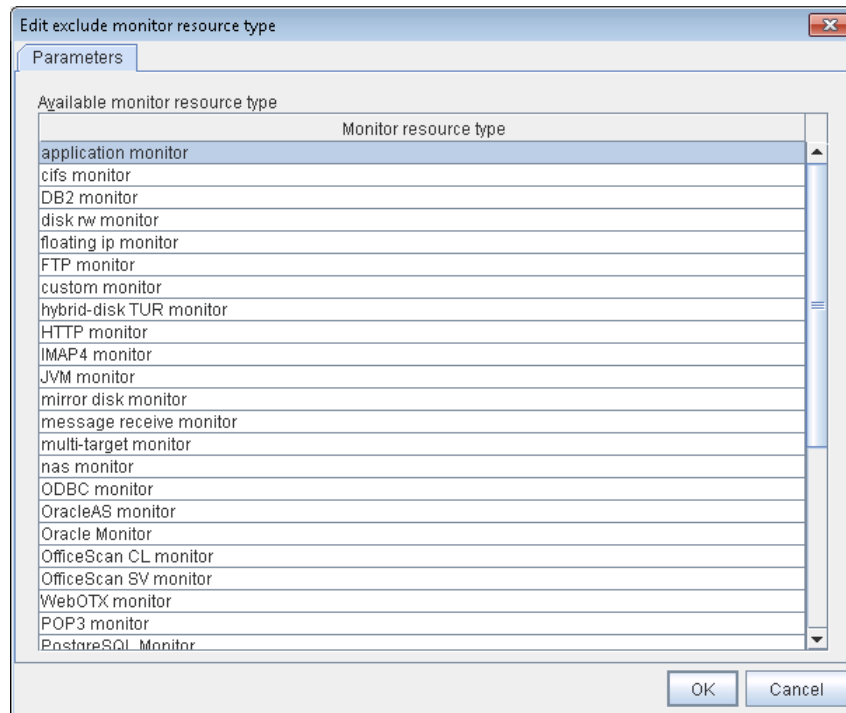 Edit exclude monitor resource type
Parameters
Available monitor resource type
Monitor resource type
application monitor
cifs monitor
DB2 monitor
disk rw monitor
floating ip monitor
FTP monitor
custom monitor
hybrid-disk TUR monitor
HTTP monitor
IMAP4 monitor
JVM monitor
mirror disk monitor
message receive monitor
multi-target monitor
nas monitor
ODBC monitor
OracleAS monitor
Oracle Monitor
OfficeScan CL monitor
OfficeScan SV monitor
WebOTX monitor
POP3 monitor
PostgreSQL Monitor
OK Cancel